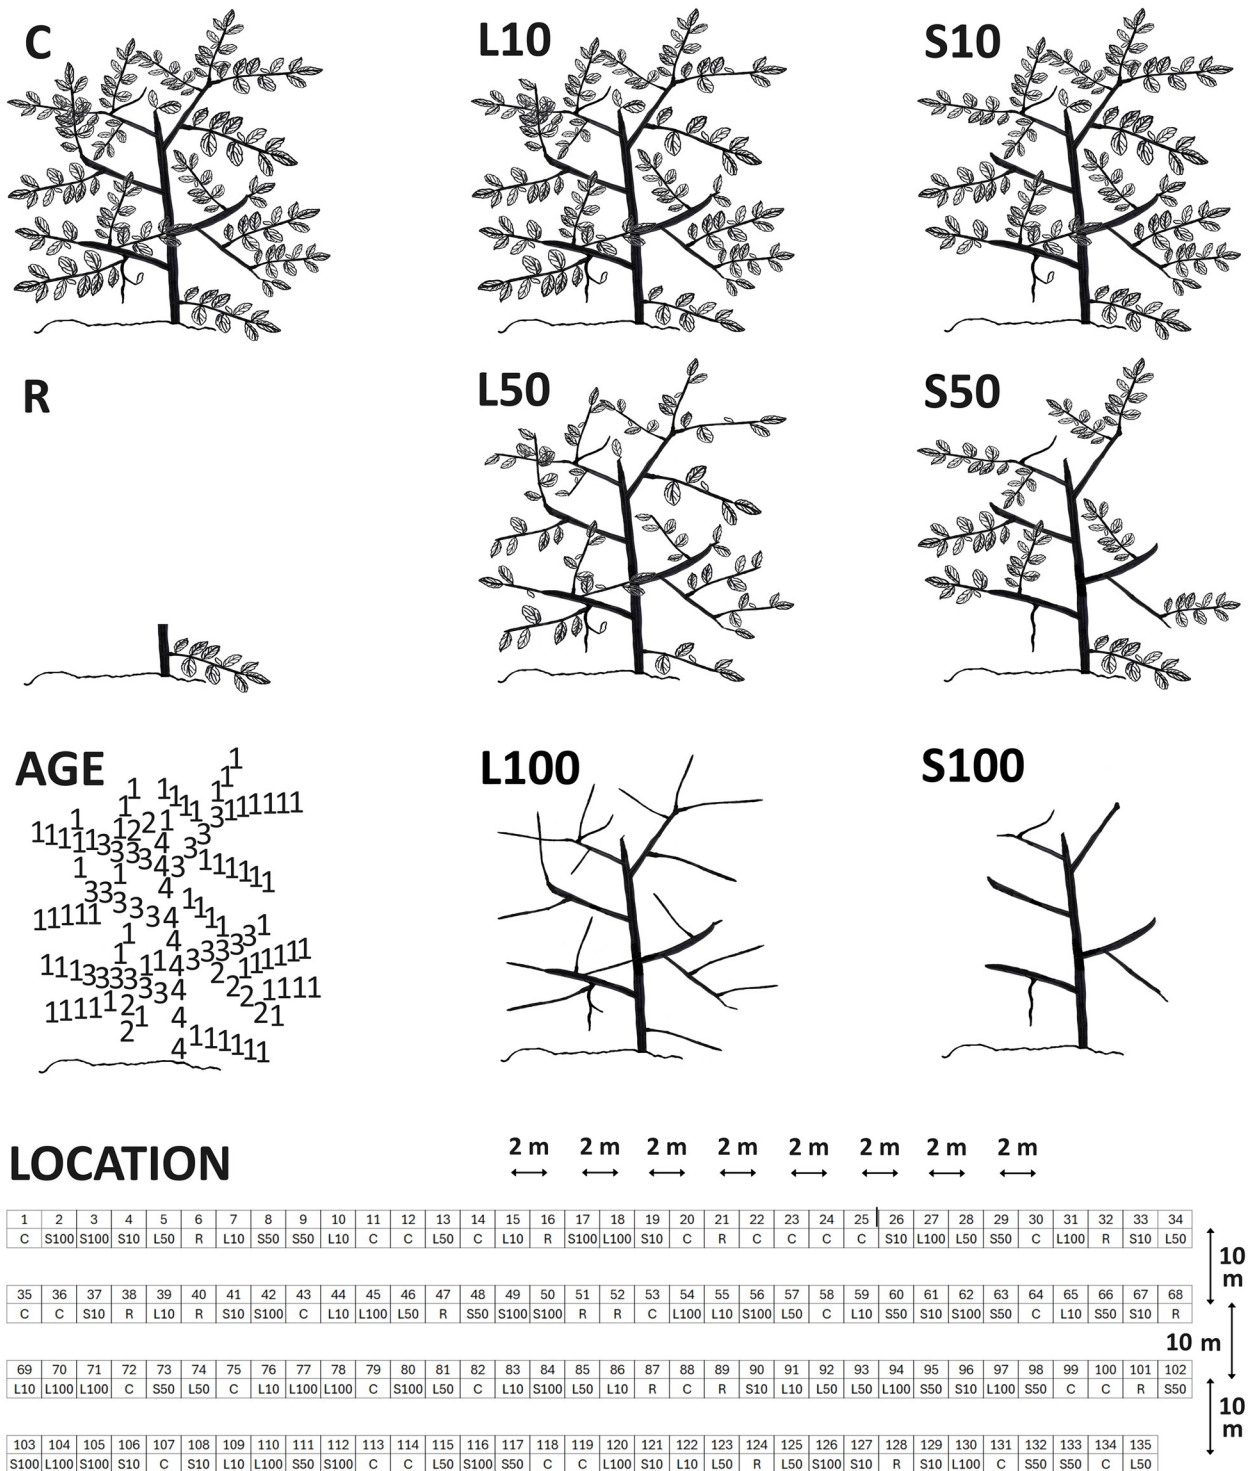 C
L10
S10
R
L50
S50
AGE
L100
S100
LOCATION
2 m 2 m 2 m 2 m 2 m 2 m 2 m 2 m
1 2 3 4 5 6 7 8 9 10 11 12 13 14 15 16 17 18 19 20 21 22 23 24 25 26 27 28 29 30 31 32 33 34
C S100 S100 S10 L50 R L10 S50 S50 L10 C C L50 C L10 R S100 L100 S10 C R C C C C S10 L100 L50 S50 C L100 R S10 L50
10
m
35 36 37 38 39 40 41 42 43 44 45 46 47 48 49 50 51 52 53 54 55 56 57 58 59 60 61 62 63 64 65 66 67 68
C C S10 R L10 R S10 S100 C L10 L100 L50 R S50 S100 S100 R R C L100 L10 S100 L50 C L10 S50 S10 S100 S50 C L10 S50 S10 R
10 m
69 70 71 72 73 74 75 76 77 78 79 80 81 82 83 84 85 86 87 88 89 90 91 92 93 94 95 96 97 98 99 100 101 102
L10 L100 L100 C S50 L50 C L10 L100 L100 C S100 L50 C L10 S100 L50 L10 R C R S10 L10 L50 L50 L100 S50 S10 L100 S50 C C R S50
10
m
103 104 105 106 107 108 109 110 111 112 113 114 115 116 117 118 119 120 121 122 123 124 125 126 127 128 129 130 131 132 133 134 135
S100 L100 S100 S10 C S10 L10 L100 S50 S100 C C L50 S100 S50 C C L100 S10 L10 L50 R L50 S100 S10 R S10 L100 C S50 S50 C L50